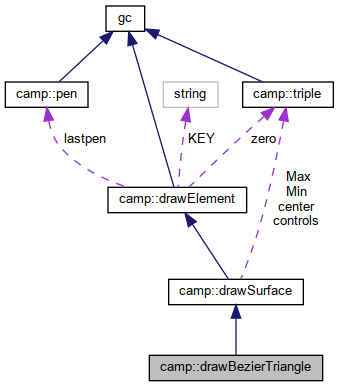 gc
camp::pen
string
camp::triple
lastpen
KEY
zero
Max
Min
center
controls
camp::drawElement
camp::drawSurface
camp::drawBezierTriangle